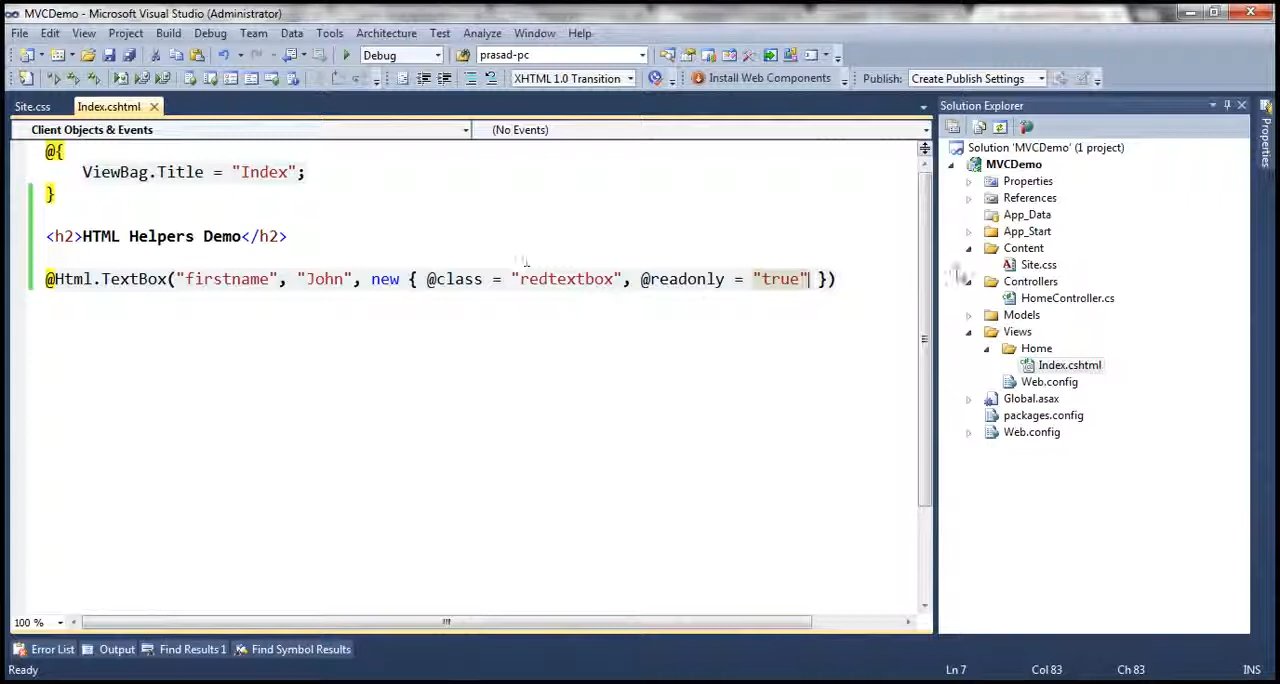 MVCDemo - Microsoft Visual Studio (Administrator)
File Edit View Project Build Debug Team Data Tools Architecture Test Analyze Window Help
Debug prasad-pc
XHTML 1.0 Transition Install Web Components Publish: Create Publish Settings
Site.css Index.cshtml
Client Objects & Events (No Events)
@{
ViewBag.Title = "Index";
}
<h2>HTML Helpers Demo</h2>
@Html.TextBox("firstname", "John", new { @class = "redtextbox", @readonly = "true" })
Solution Explorer
Solution 'MVCDemo' (1 project)
MVCDemo
Properties
References
App_Data
App_Start
Content
Site.css
Controllers
HomeController.cs
Models
Views
Home
Index.cshtml
Web.config
Global.asax
packages.config
Web.config
Properties
100 %
Error List Output Find Results 1 Find Symbol Results
Ready Ln 7 Col 83 Ch 83 INS